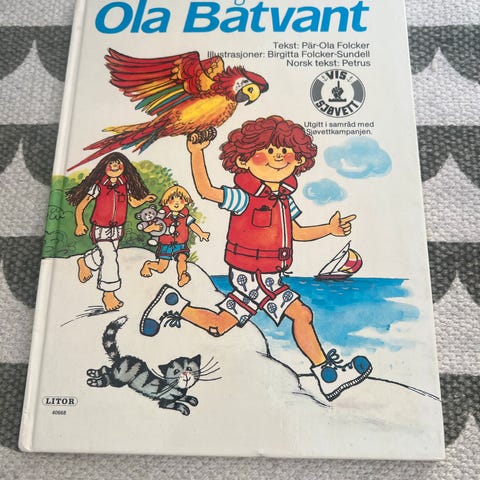 Ola Båtvant
Tekst: Pär-Ola Folcker
Illustrasjoner: Birgitta Folcker-Sundell
Norsk tekst: Petrus
VIS
SJØVETT
Utgitt i samråd med
Sjøvettkampanjen.
LITOR
40668